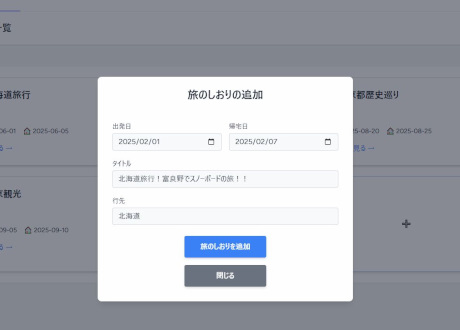 一覧
海道旅行
06-01 2025-06-05
る →
京都歴史巡り
25-08-20 2025-08-25
見る →
京観光
09-05 2025-09-10
る →
+
旅のしおりの追加
出発日
帰宅日
2025/02/01
2025/02/07
タイトル
北海道旅行！富良野でスノーボードの旅！！
行先
北海道
旅のしおりを追加
閉じる